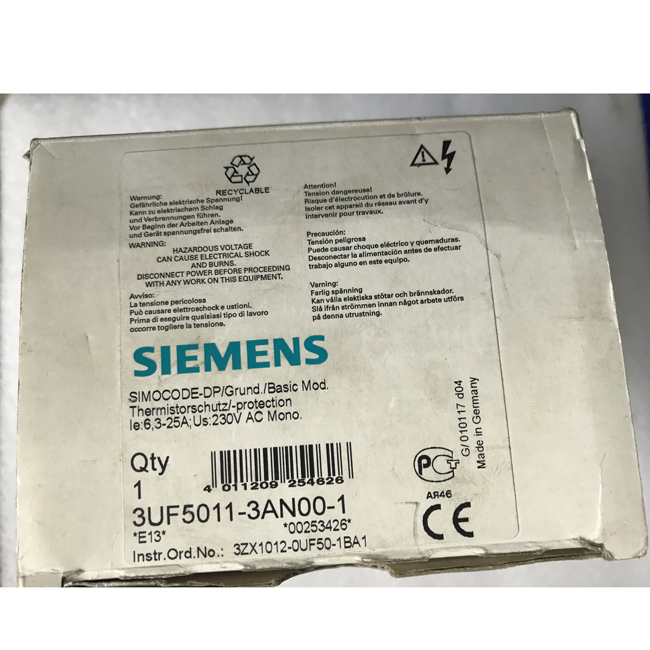 RECYCLABLE
Warnung:
Gefährliche elektrische Spannung!
Kann zu elektrischem Schlag
und Verbrennungen führen.
Vor Beginn der Arbeiten Anlage
und Gerät spannungsfrei schalten.
WARNING:
HAZARDOUS VOLTAGE
CAN CAUSE ELECTRICAL SHOCK
AND BURNS.
DISCONNECT POWER BEFORE PROCEEDING
WITH ANY WORK ON THIS EQUIPMENT.
Avviso:
La tensione pericolosa
Può causare elettroshock e ustioni.
Prima di eseguire qualsiasi tipo di lavoro
occorre togliere la tensione.
Attention!
Tension dangereuse!
Risque d'électrocution et de brûlure.
Isoler cet appareil du réseau avant d'y
intervenir pour travaux.
Precaución:
Tensión peligrosa
Puede causar choque eléctrico y quemaduras.
Desconectar la alimentación antes de efectuar
trabajo alguno en este equipo.
Varning:
Farlig spänning
Kan vålla elektiska stötar och brännskador.
Slå ifrån strömmen innan något arbete utförs
på denna utrustning.
SIEMENS
SIMOCODE-DP/Grund./Basic Mod.
Thermistorschutz/-protection
Ie:6,3-25A;Us:230V AC Mono.
Qty
1
4 011209 254626
3UF5011-3AN00-1
*E13* *00253426*
Instr.Ord.No.: 3ZX1012-0UF50-1BA1
АЯ46
CE
G/010117 d04
Made in Germany